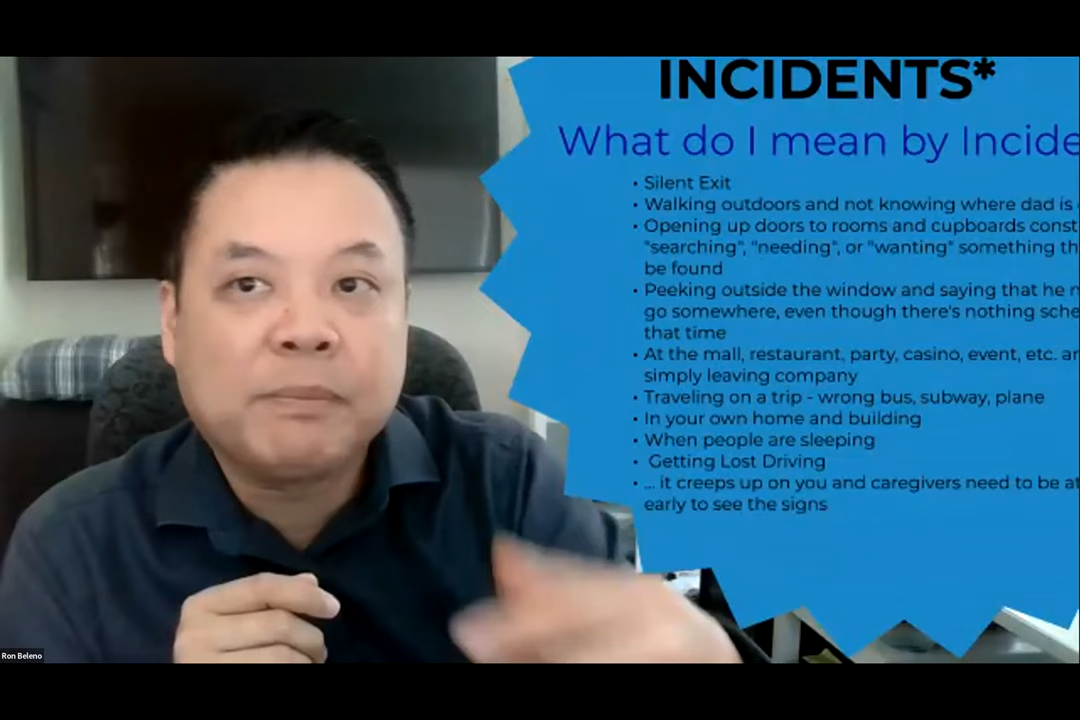 INCIDENTS*
What do I mean by Incide
• Silent Exit
• Walking outdoors and not knowing where dad is
• Opening up doors to rooms and cupboards const
"searching", "needing", or "wanting" something th
be found
• Peeking outside the window and saying that he n
go somewhere, even though there's nothing sche
that time
• At the mall, restaurant, party, casino, event, etc. an
simply leaving company
• Traveling on a trip - wrong bus, subway, plane
• In your own home and building
• When people are sleeping
• Getting Lost Driving
• ... it creeps up on you and caregivers need to be at
early to see the signs
Ron Beleno